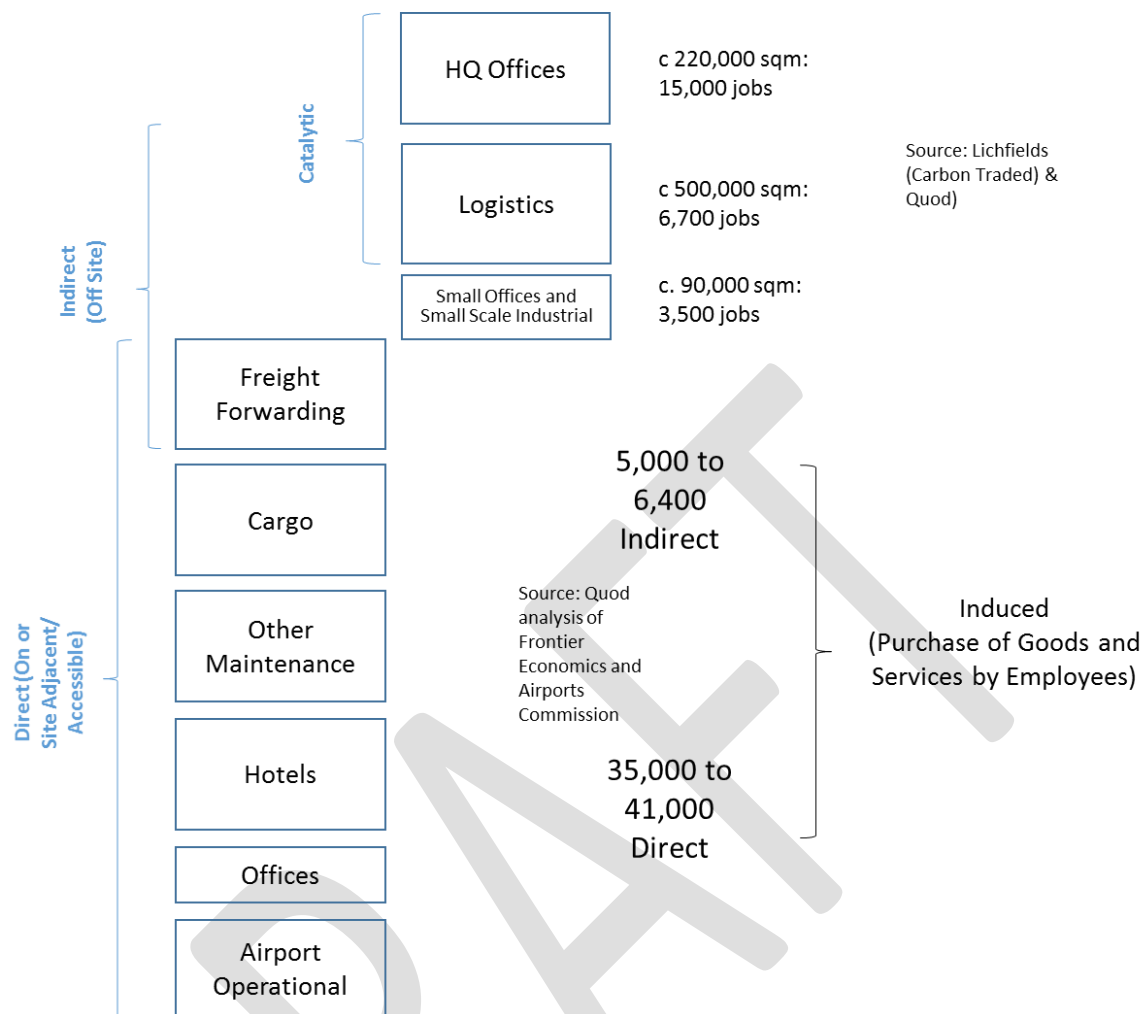 Catalytic
HQ Offices
c 220,000 sqm:
15,000 jobs
Logistics
c 500,000 sqm:
6,700 jobs
Source: Lichfields
(Carbon Traded) &
Quod)
Indirect
(Off Site)
Small Offices and
Small Scale Industrial
c. 90,000 sqm:
3,500 jobs
Freight
Forwarding
Cargo
5,000 to
6,400
Indirect
Direct (On or
Site Adjacent/
Accessible)
Other
Maintenance
Source: Quod
analysis of
Frontier
Economics and
Airports
Commission
Induced
(Purchase of Goods and
Services by Employees)
Hotels
35,000 to
41,000
Direct
Offices
Airport
Operational
DRAFT